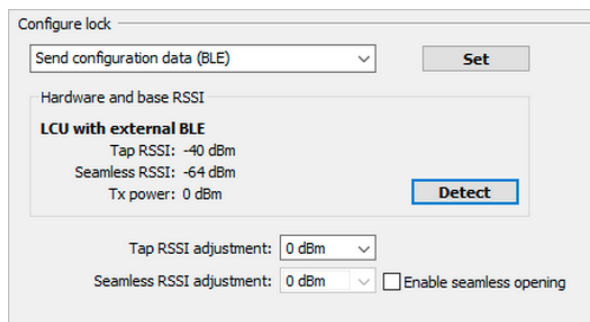 Configure lock
Send configuration data (BLE)
Set
Hardware and base RSSI
LCU with external BLE
Tap RSSI: -40 dBm
Seamless RSSI: -64 dBm
Tx power: 0 dBm
Detect
Tap RSSI adjustment: 0 dBm
Seamless RSSI adjustment: 0 dBm Enable seamless opening